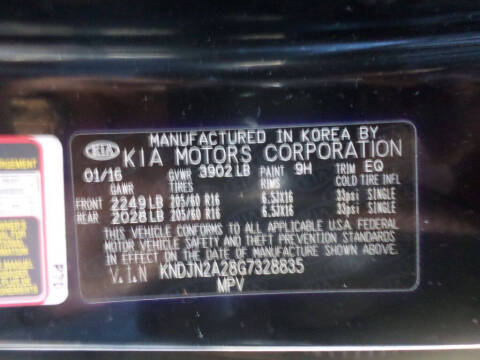 MANUFACTURED IN KOREA BY
KIA KIA MOTORS CORPORATION
01/16 GVWR 3902 LB PAINT 9H TRIM EQ
GAWR TIRES RIMS COLD TIRE INFL
FRONT 2249 LB 205/60 R16 6.5JX16 33psi SINGLE
REAR 2028 LB 205/60 R16 6.5JX16 33psi SINGLE
THIS VEHICLE CONFORMS TO ALL APPLICABLE U.S.A FEDERAL
MOTOR VEHICLE SAFETY AND THEFT PREVENTION STANDARDS
IN EFFECT ON THE DATE OF MANUFACTURE SHOWN ABOVE.
V.I.N KNDJN2A28G7328835
MPV